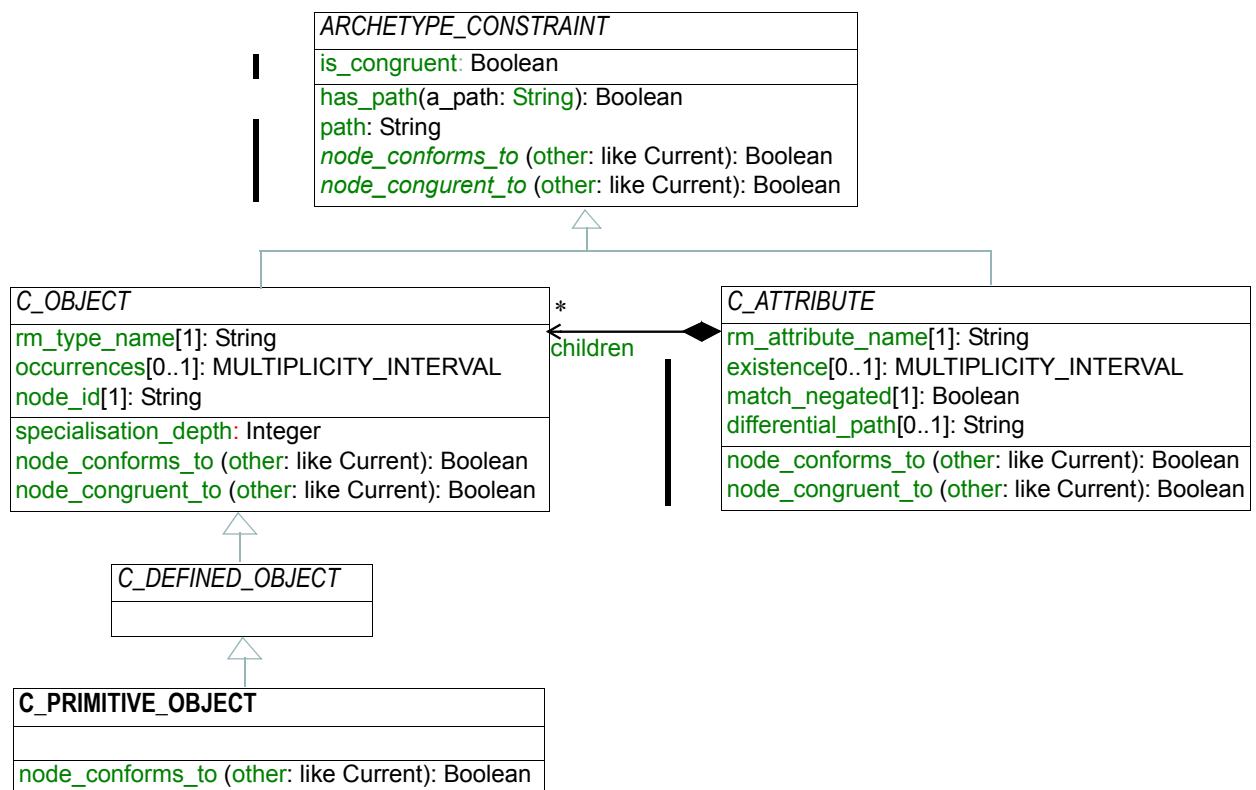 ARCHETYPE_CONSTRAINT
is_congruent: Boolean
has_path(a_path: String): Boolean
path: String
node_conforms_to (other: like Current): Boolean
node_congurent_to (other: like Current): Boolean
C_OBJECT
rm_type_name[1]: String
occurrences[0..1]: MULTIPLICITY_INTERVAL
node_id[1]: String
specialisation_depth: Integer
node_conforms_to (other: like Current): Boolean
node_congruent_to (other: like Current): Boolean
*
children
C_ATTRIBUTE
rm_attribute_name[1]: String
existence[0..1]: MULTIPLICITY_INTERVAL
match_negated[1]: Boolean
differential_path[0..1]: String
node_conforms_to (other: like Current): Boolean
node_congruent_to (other: like Current): Boolean
C_DEFINED_OBJECT
C_PRIMITIVE_OBJECT
node_conforms_to (other: like Current): Boolean